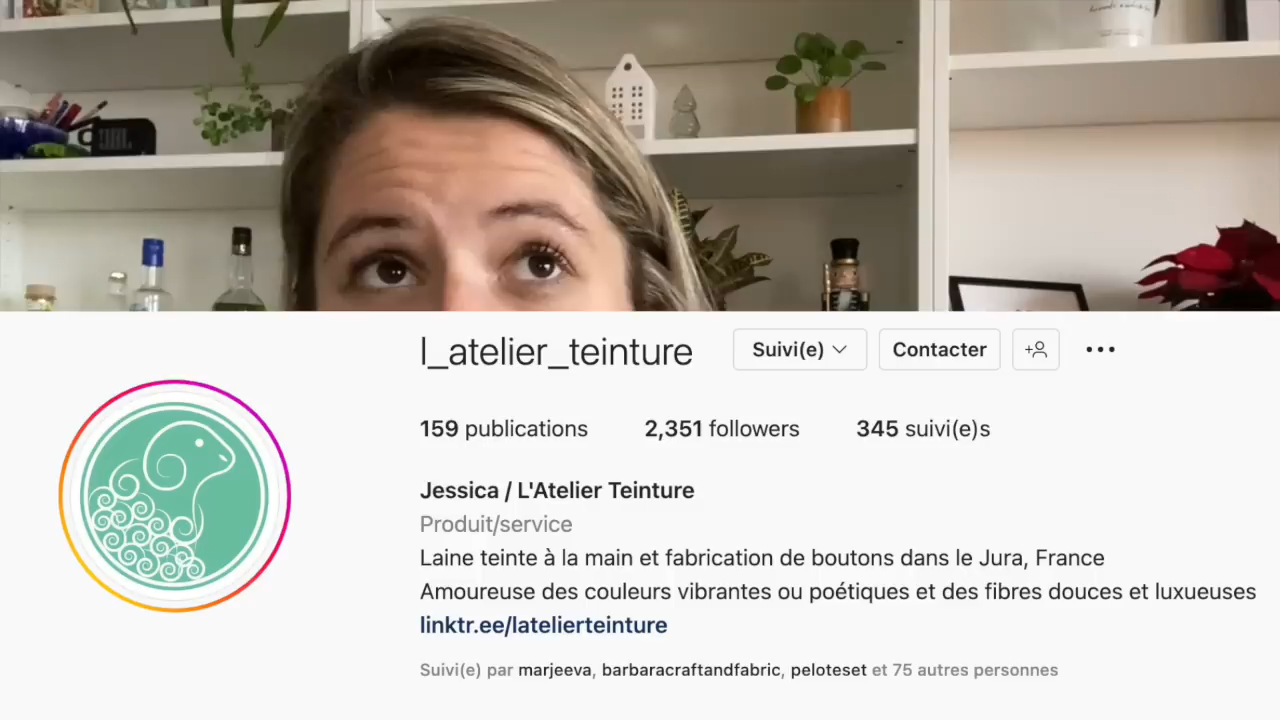 l_atelier_teinture Suivi(e) Contacter
159 publications 2,351 followers 345 suivi(e)s
Jessica / L'Atelier Teinture
Produit/service
Laine teinte à la main et fabrication de boutons dans le Jura, France
Amoureuse des couleurs vibrantes ou poétiques et des fibres douces et luxueuses
linktr.ee/latelierteinture
Suivi(e) par marjeeva, barbaracraftandfabric, peloteset et 75 autres personnes